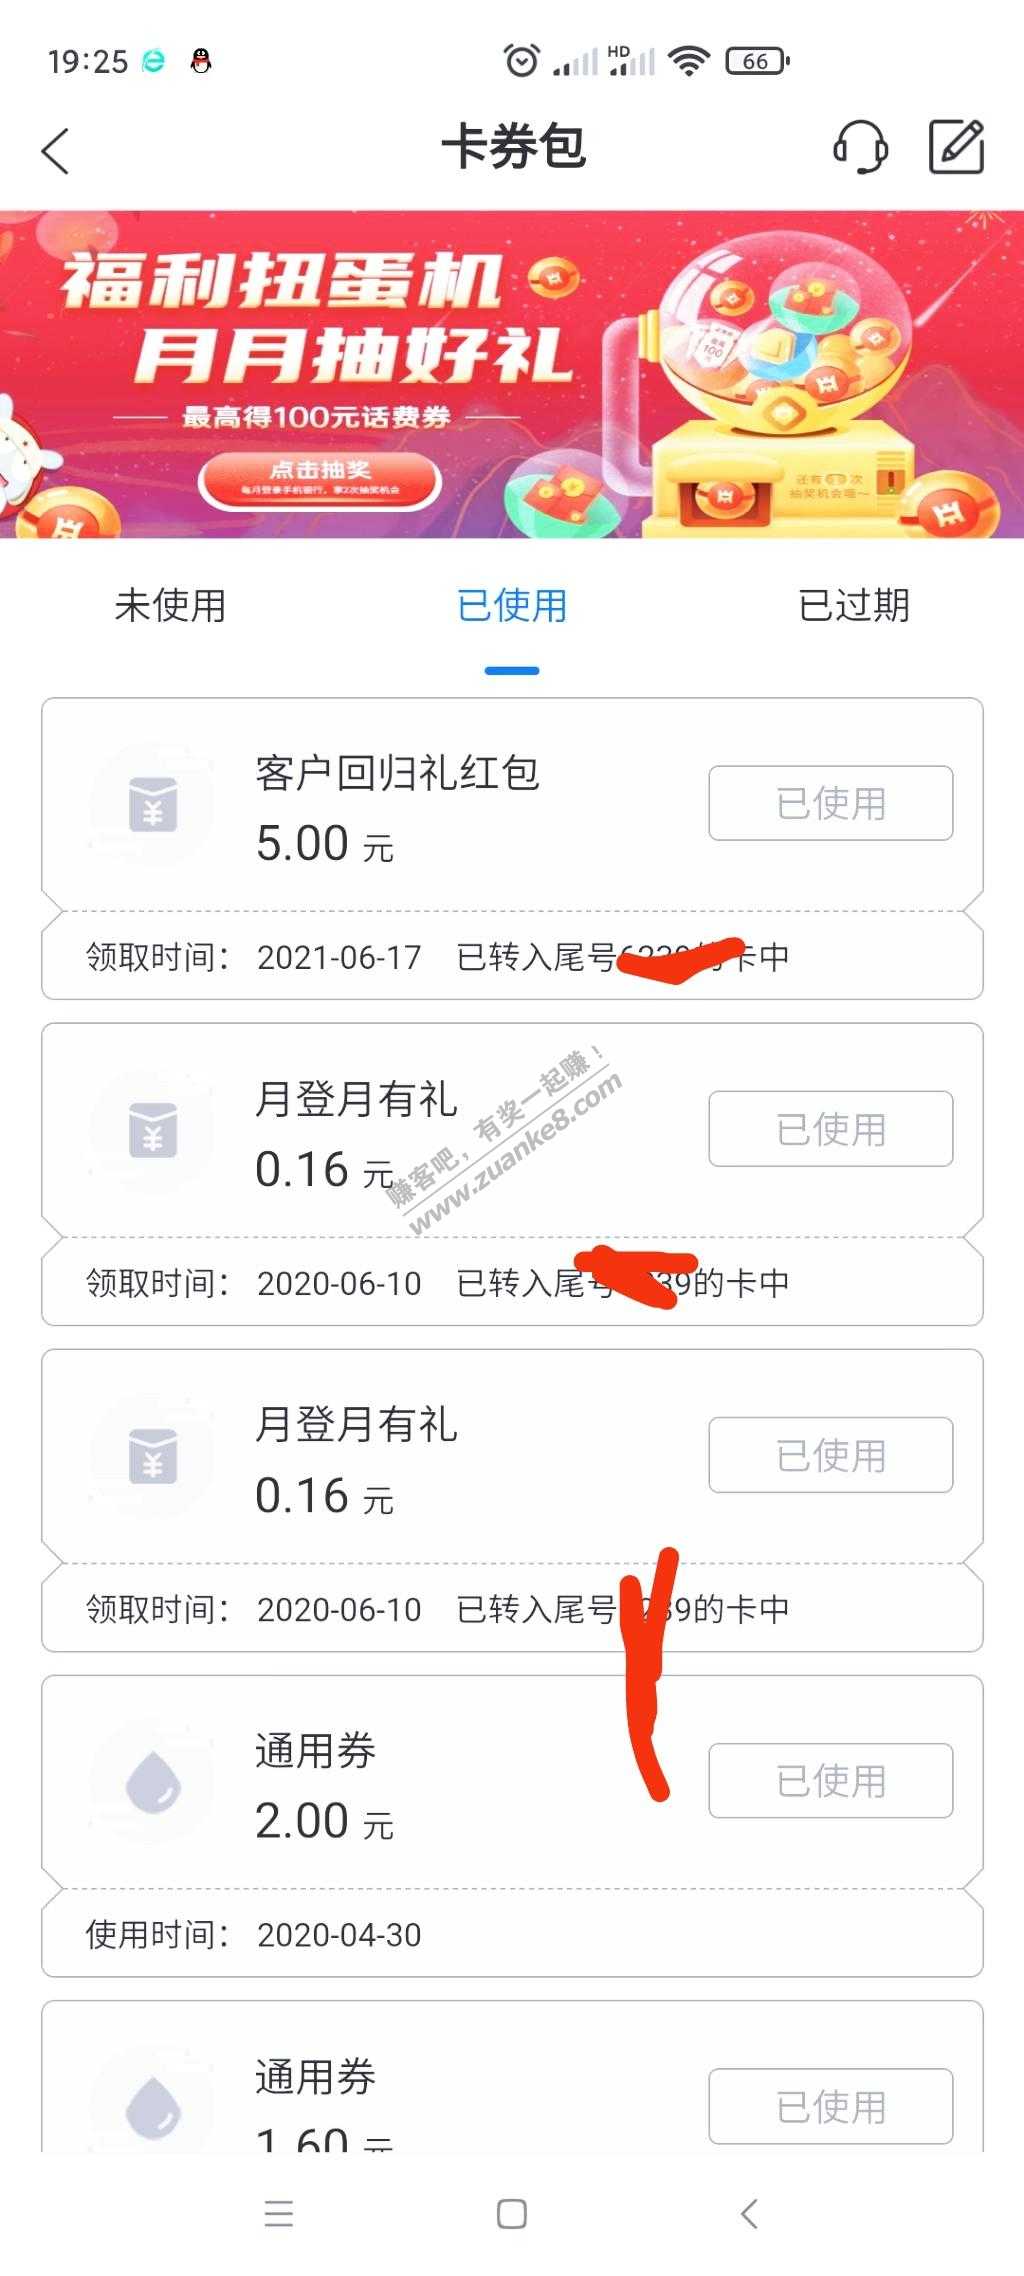 19:25
HD
66
卡券包
福利扭蛋机
月月抽好礼
最高得100元话费券
点击抽奖
每月登录手机银行，享2次抽奖机会
最高
100
还有 次
抽奖机会喔～
未使用
已使用
已过期
客户回归礼红包
5.00 元
已使用
领取时间： 2021-06-17 已转入尾号 卡中
月登月有礼
0.16 元
已使用
赚客吧，有奖一起赚！
www.zuanke8.com
领取时间： 2020-06-10 已转入尾号 39的卡中
月登月有礼
0.16 元
已使用
领取时间： 2020-06-10 已转入尾号 39的卡中
通用券
2.00 元
已使用
使用时间： 2020-04-30
通用券
1.60 元
已使用